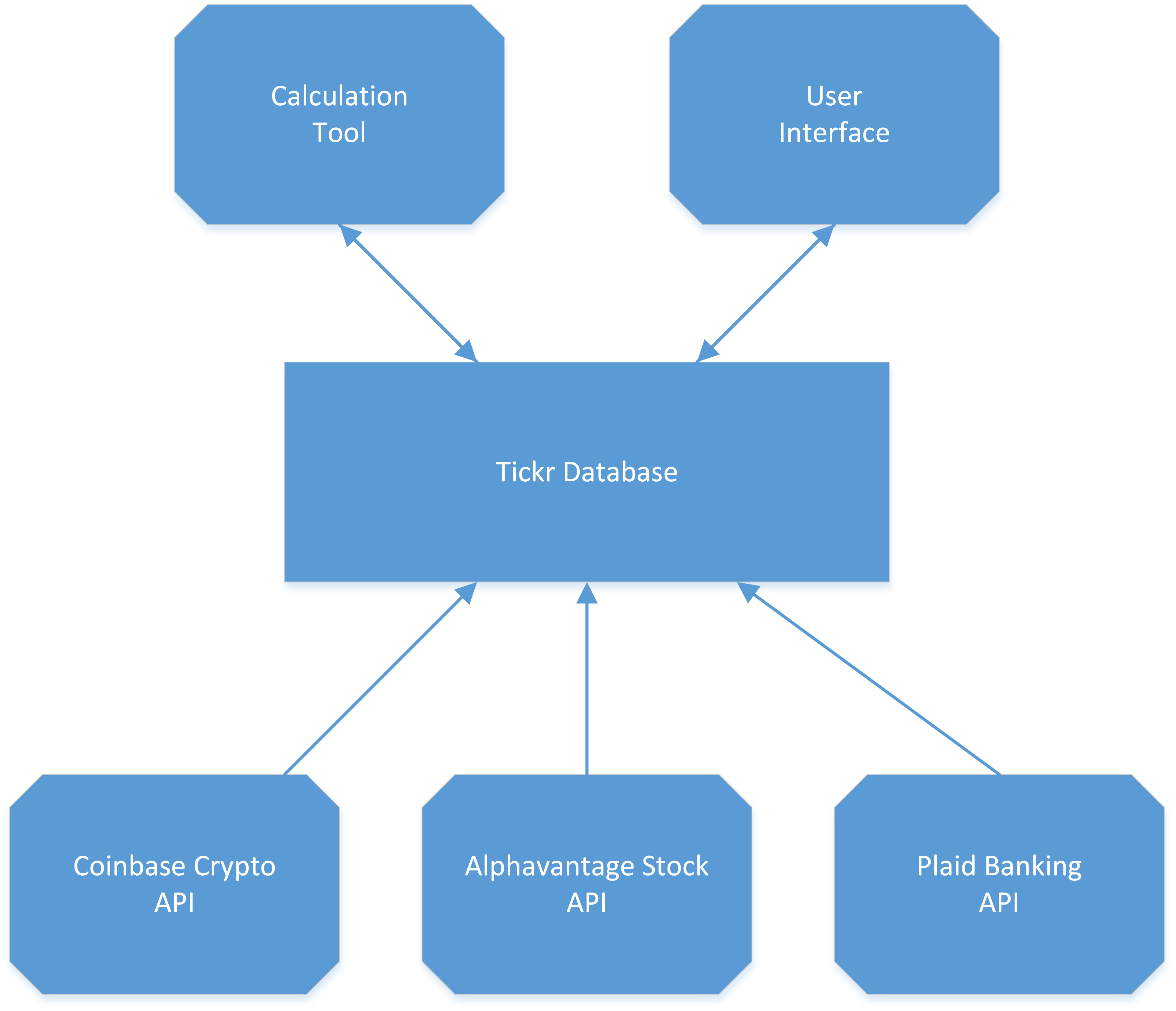 Calculation
Tool
User
Interface
Tickr Database
Coinbase Crypto
API
Alphavantage Stock
API
Plaid Banking
API